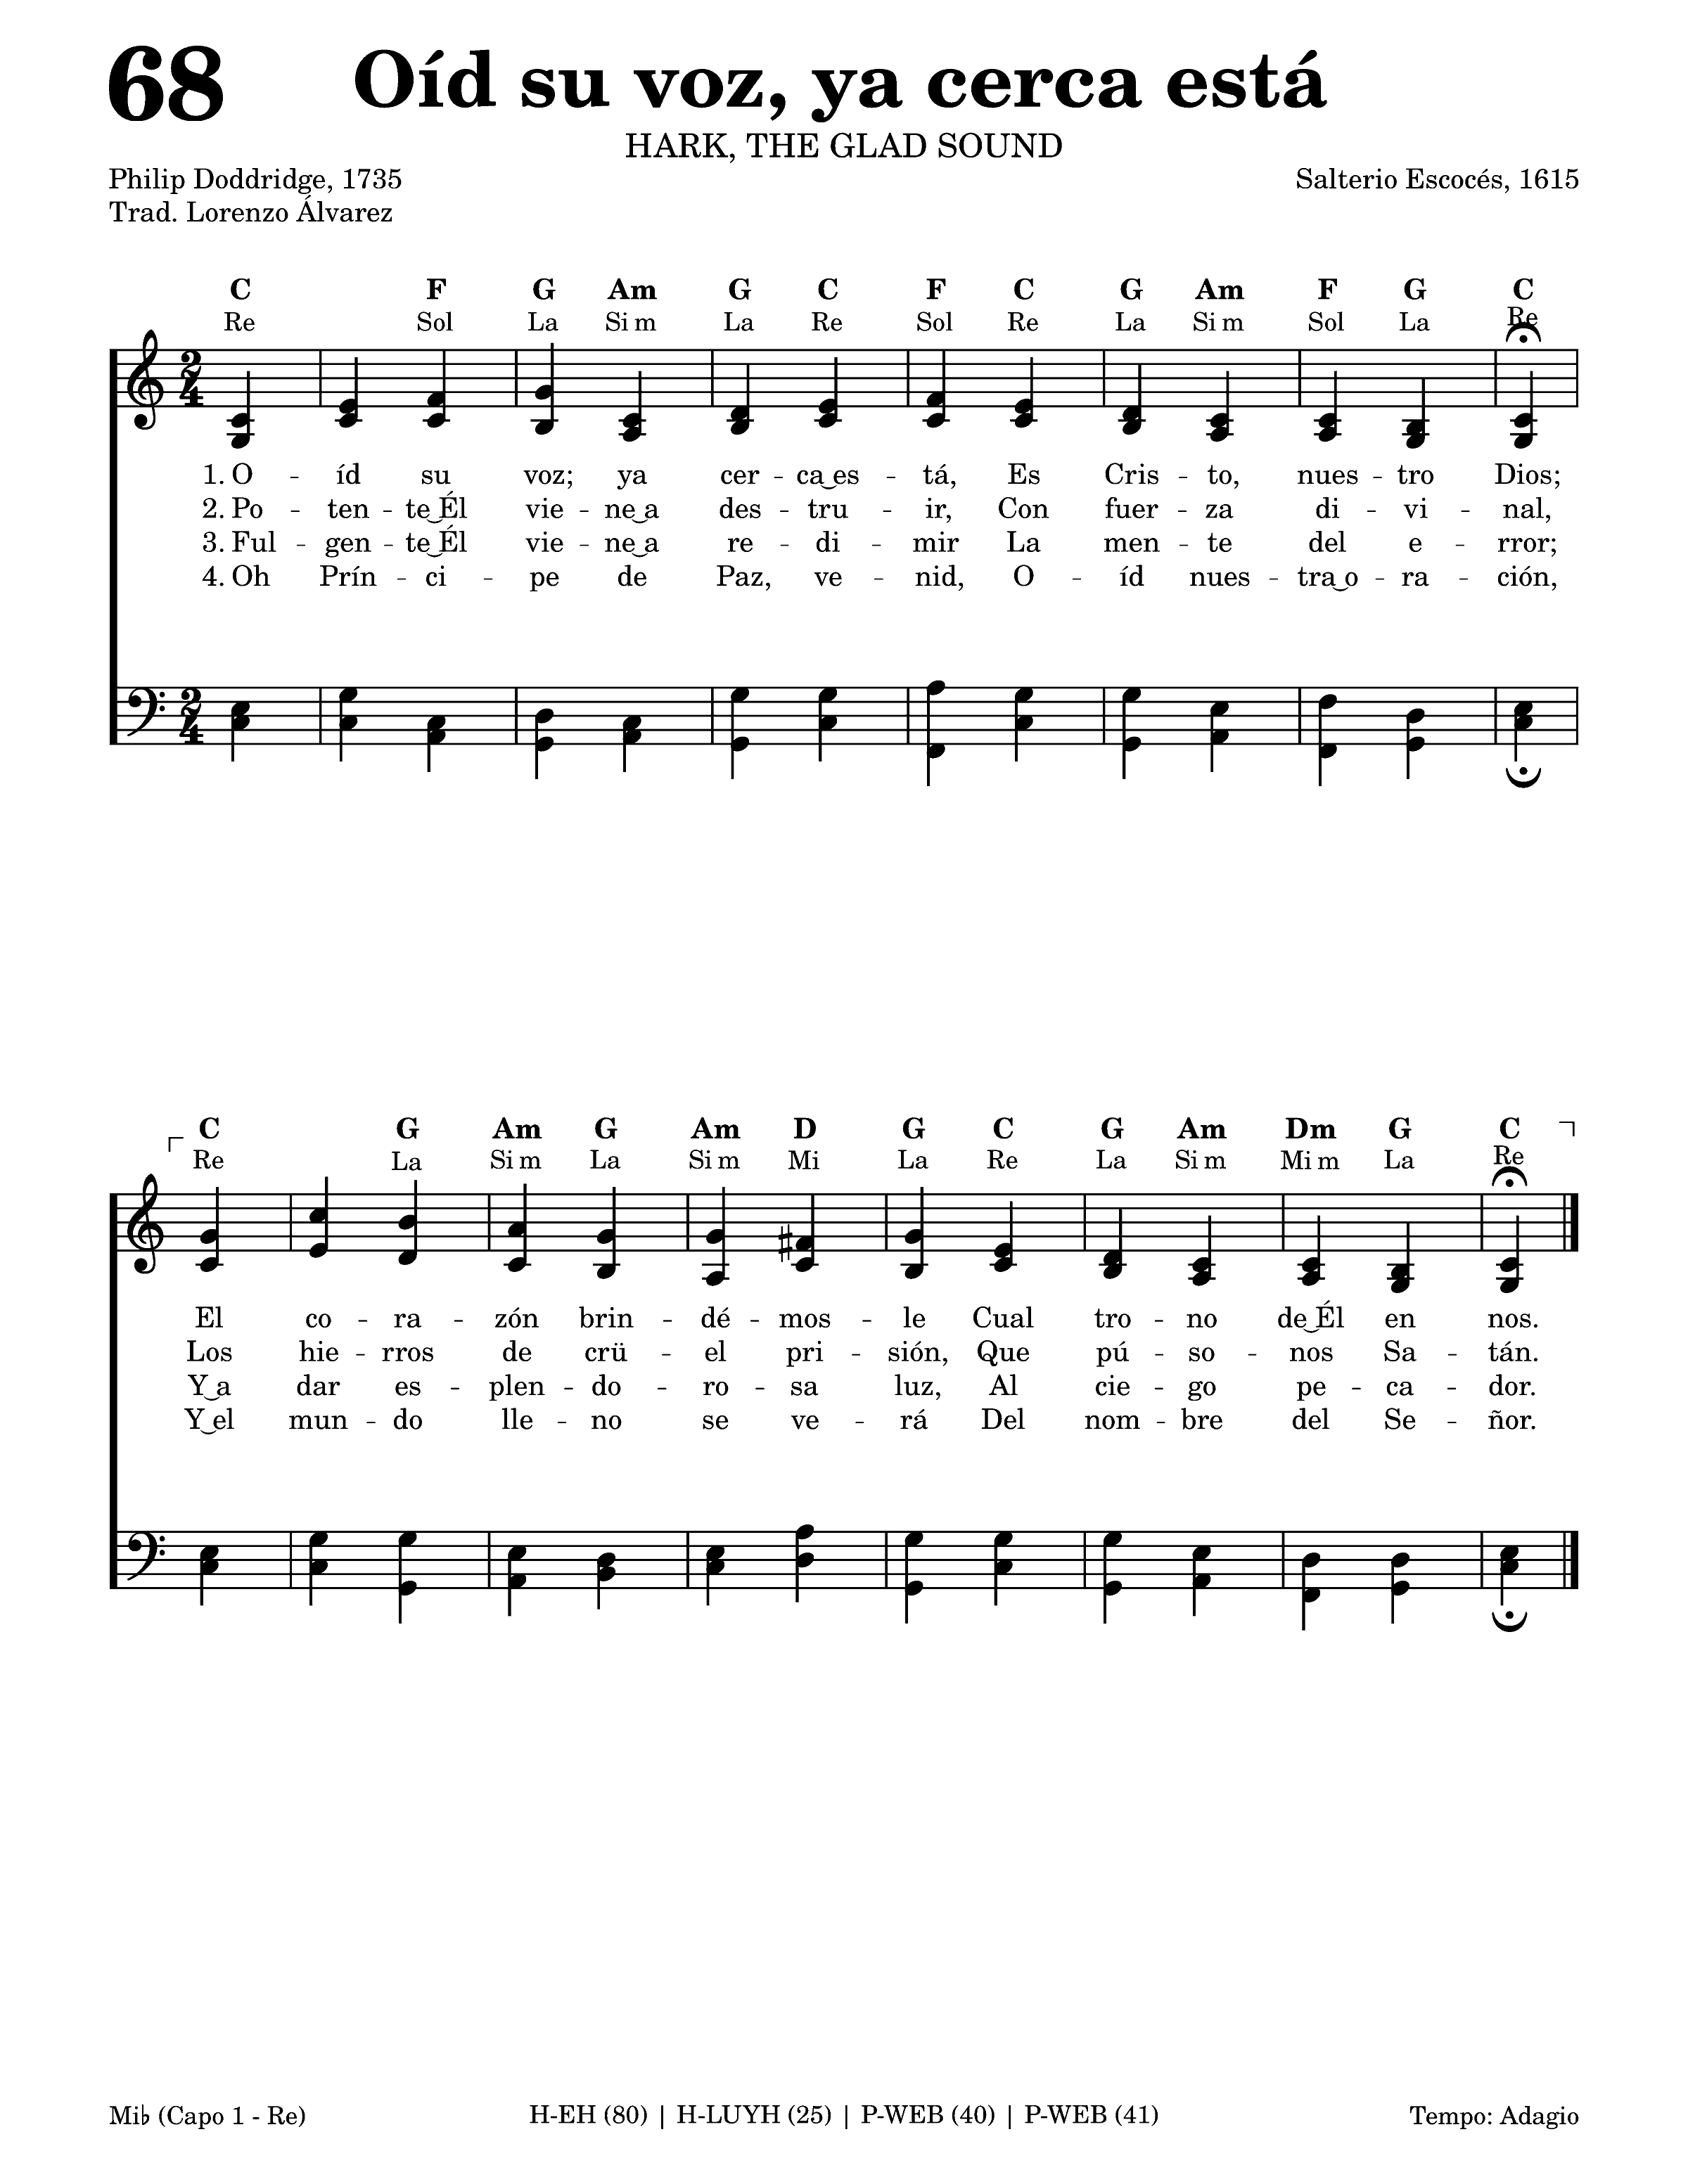 68 Oíd su voz, ya cerca está
HARK, THE GLAD SOUND
Philip Doddridge, 1735 Salterio Escocés, 1615
Trad. Lorenzo Álvarez
C F G Am G C F C G Am F G C
Re Sol La Si m La Re Sol Re La Si m Sol La Re
2 4
1. O - íd su voz; ya cer - ca‿es - tá, Es Cris - to, nues - tro Dios;
2. Po - ten - te‿Él vie - ne‿a des - tru - ir, Con fuer - za di - vi - nal,
3. Ful - gen - te‿Él vie - ne‿a re - di - mir La men - te del e - rror;
4. Oh Prín - ci - pe de Paz, ve - nid, O - íd nues - tra‿o - ra - ción,
2 4
C G Am G Am D G C G Am Dm G C
Re La Si m La Si m Mi La Re La Si m Mi m La Re
El co - ra - zón brin - dé - mos - le Cual tro - no de‿Él en nos.
Los hie - rros de crü - el pri - sión, Que pú - so - nos Sa - tán.
Y‿a dar es - plen - do - ro - sa luz, Al cie - go pe - ca - dor.
Y‿el mun - do lle - no se ve - rá Del nom - bre del Se - ñor.
Mi♭ (Capo 1 - Re) H-EH (80) | H-LUYH (25) | P-WEB (40) | P-WEB (41) Tempo: Adagio